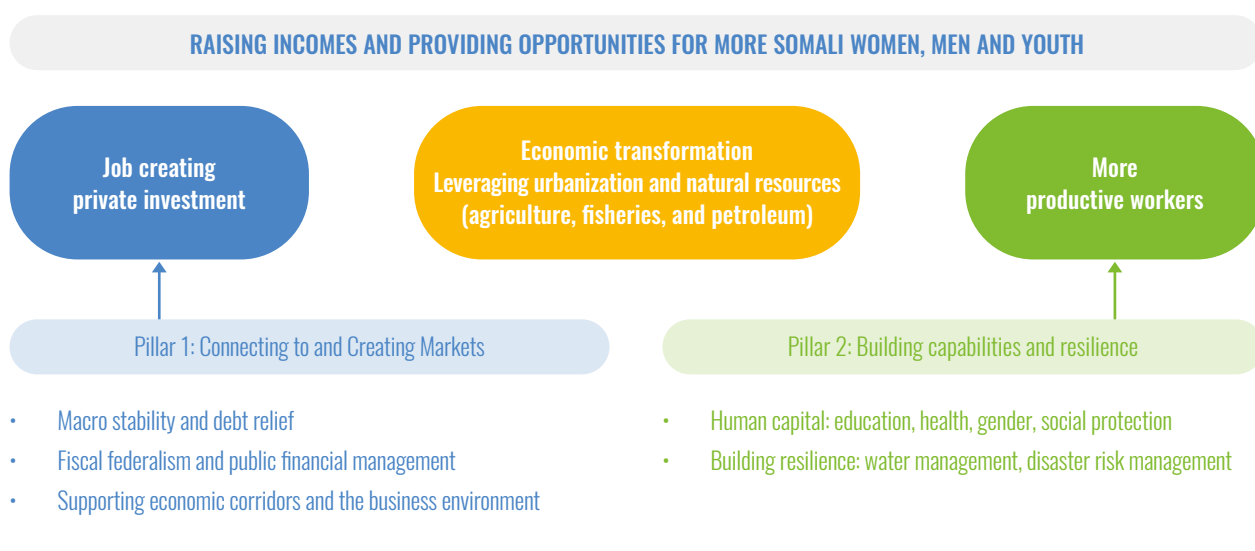 RAISING INCOMES AND PROVIDING OPPORTUNITIES FOR MORE SOMALI WOMEN, MEN AND YOUTH
Job creating
private investment
Economic transformation
Leveraging urbanization and natural resources
(agriculture, fisheries, and petroleum)
More
productive workers
Pillar 1: Connecting to and Creating Markets
• Macro stability and debt relief
• Fiscal federalism and public financial management
• Supporting economic corridors and the business environment
Pillar 2: Building capabilities and resilience
• Human capital: education, health, gender, social protection
• Building resilience: water management, disaster risk management